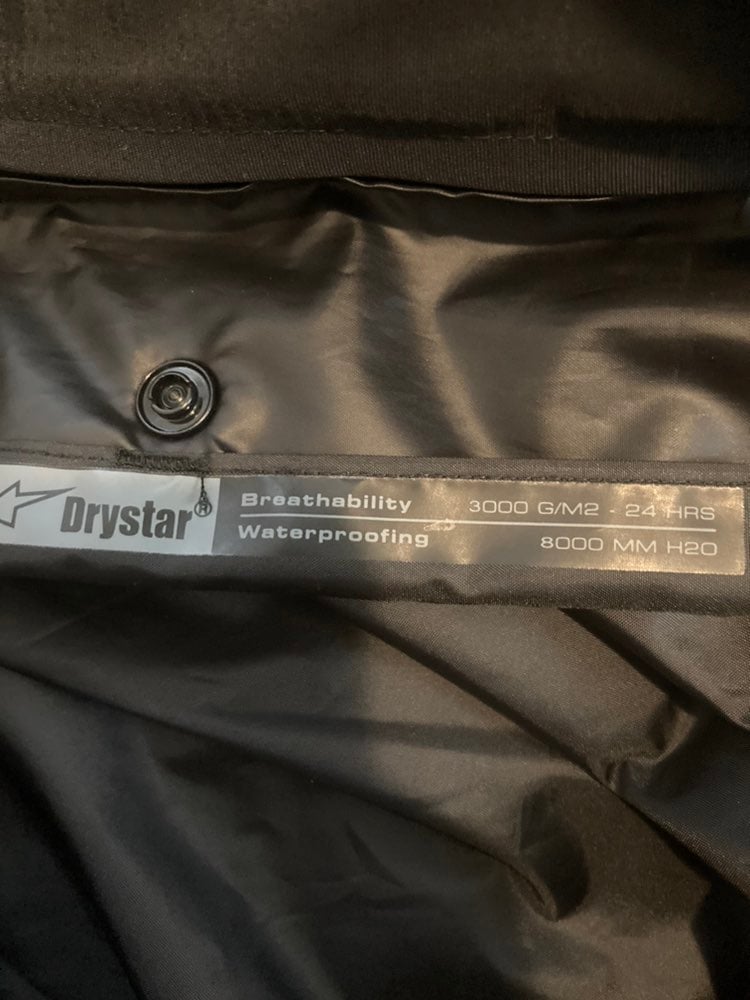 Drystar®
Breathability 3000 G/M2 - 24 HRS
Waterproofing 8000 MM H2O